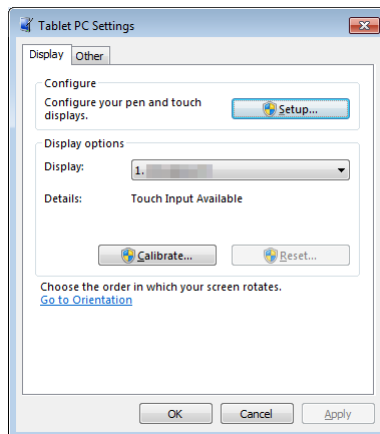 Tablet PC Settings
Display Other
Configure
Configure your pen and touch
displays.
Setup...
Display options
Display: 1.
Details: Touch Input Available
Calibrate... Reset...
Choose the order in which your screen rotates.
Go to Orientation
OK Cancel Apply